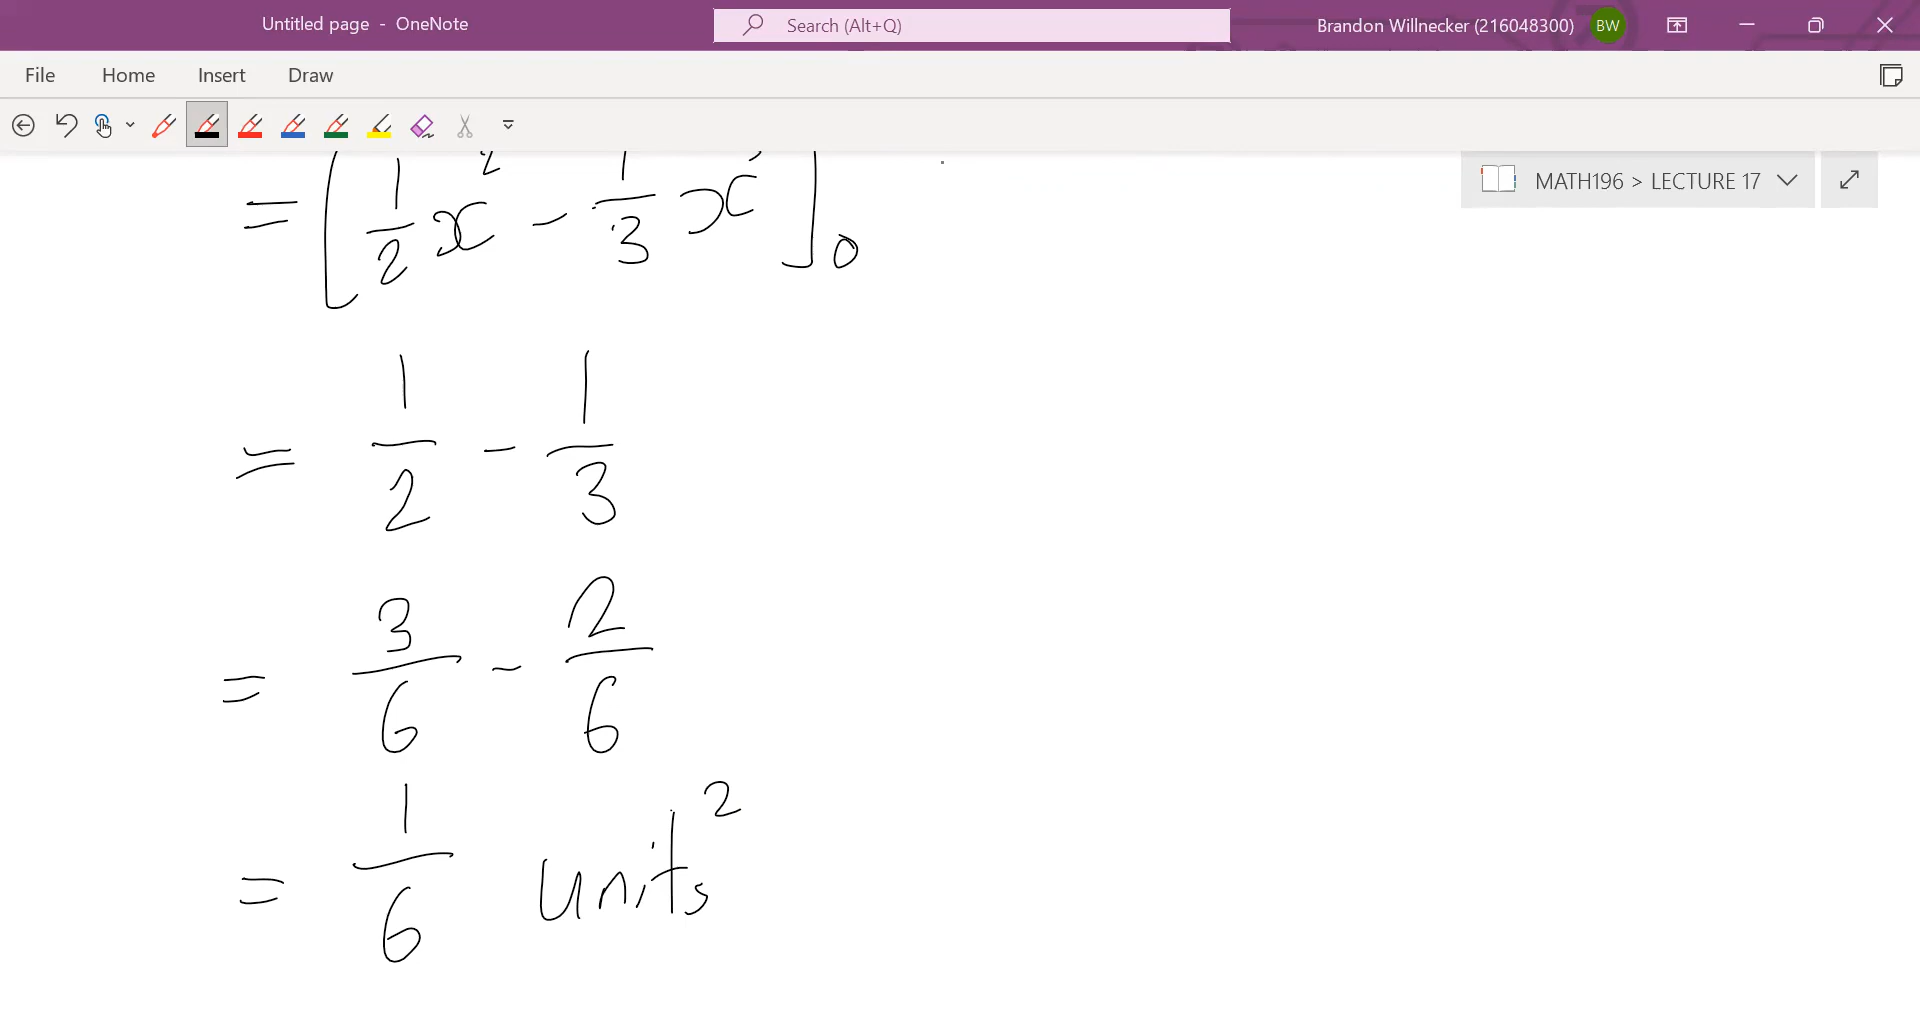 Untitled page - OneNote
Search (Alt+Q)
Brandon Willnecker (216048300) BW
File Home Insert Draw
MATH196 > LECTURE 17
= [ 1/2 x² - 1/3 x ]₀
= 1/2 - 1/3
= 3/6 - 2/6
= 1/6 units²